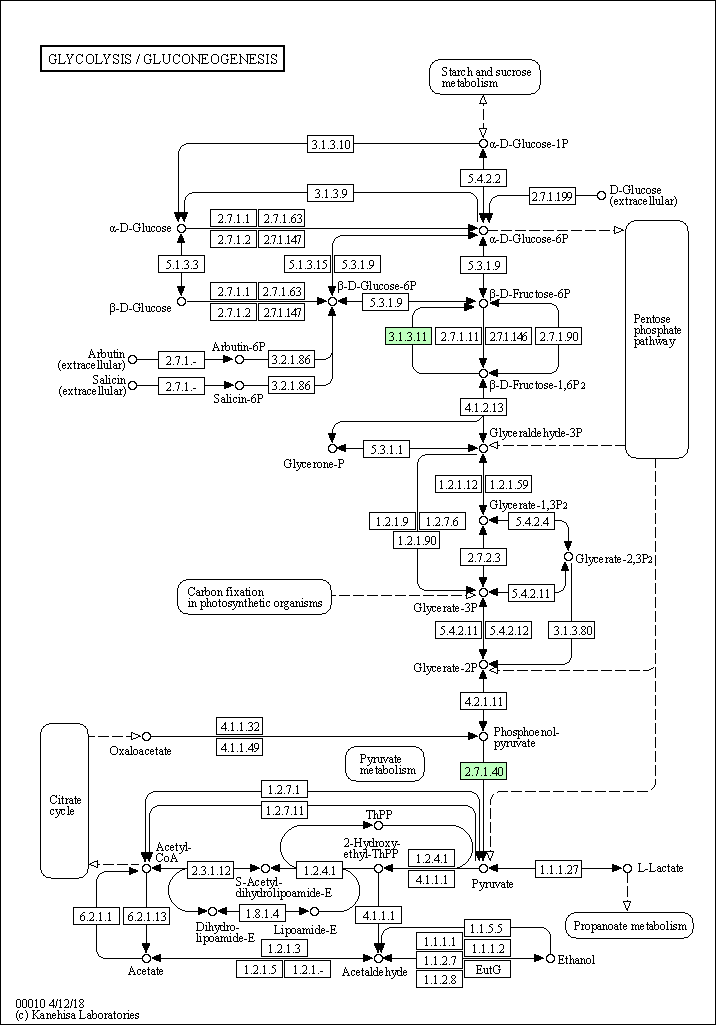 GLYCOLYSIS / GLUCONEOGENESIS
Starch and sucrose
metabolism
3.1.3.10
α-D-Glucose-1P
5.4.2.2
3.1.3.9
2.7.1.199
D-Glucose
(extracellular)
α-D-Glucose
2.7.1.1
2.7.1.63
2.7.1.2
2.7.1.147
α-D-Glucose-6P
5.1.3.3
5.1.3.15
5.3.1.9
5.3.1.9
β-D-Glucose
2.7.1.1
2.7.1.63
2.7.1.2
2.7.1.147
β-D-Glucose-6P
5.3.1.9
β-D-Fructose-6P
Pentose
phosphate
pathway
3.1.3.11
2.7.1.11
2.7.1.146
2.7.1.90
Arbutin
(extracellular)
2.7.1.-
Arbutin-6P
3.2.1.86
Salicin
(extracellular)
2.7.1.-
Salicin-6P
3.2.1.86
β-D-Fructose-1,6P2
4.1.2.13
Glyceraldehyde-3P
5.3.1.1
Glycerone-P
1.2.1.12
1.2.1.59
Glycerate-1,3P2
1.2.1.9
1.2.7.6
1.2.1.90
5.4.2.4
2.7.2.3
Glycerate-2,3P2
Carbon fixation
in photosynthetic organisms
5.4.2.11
Glycerate-3P
5.4.2.11
5.4.2.12
3.1.3.80
Glycerate-2P
4.2.1.11
4.1.1.32
Oxaloacetate
4.1.1.49
Phosphoenol-
pyruvate
Pyruvate
metabolism
2.7.1.40
Citrate
cycle
1.2.7.1
1.2.7.11
ThPP
Acetyl-
CoA
2-Hydroxy-
ethyl-ThPP
2.3.1.12
1.2.4.1
1.2.4.1
4.1.1.1
Pyruvate
1.1.1.27
L-Lactate
S-Acetyl-
dihydrolipoamide-E
6.2.1.1
6.2.1.13
1.8.1.4
4.1.1.1
Dihydro-
lipoamide-E
Lipoamide-E
Propanoate metabolism
1.1.5.5
1.2.1.3
1.1.1.1
1.1.1.2
Acetate
1.2.1.5
1.2.1.-
Acetaldehyde
1.1.2.7
EutG
1.1.2.8
Ethanol
00010 4/12/18
(c) Kanehisa Laboratories